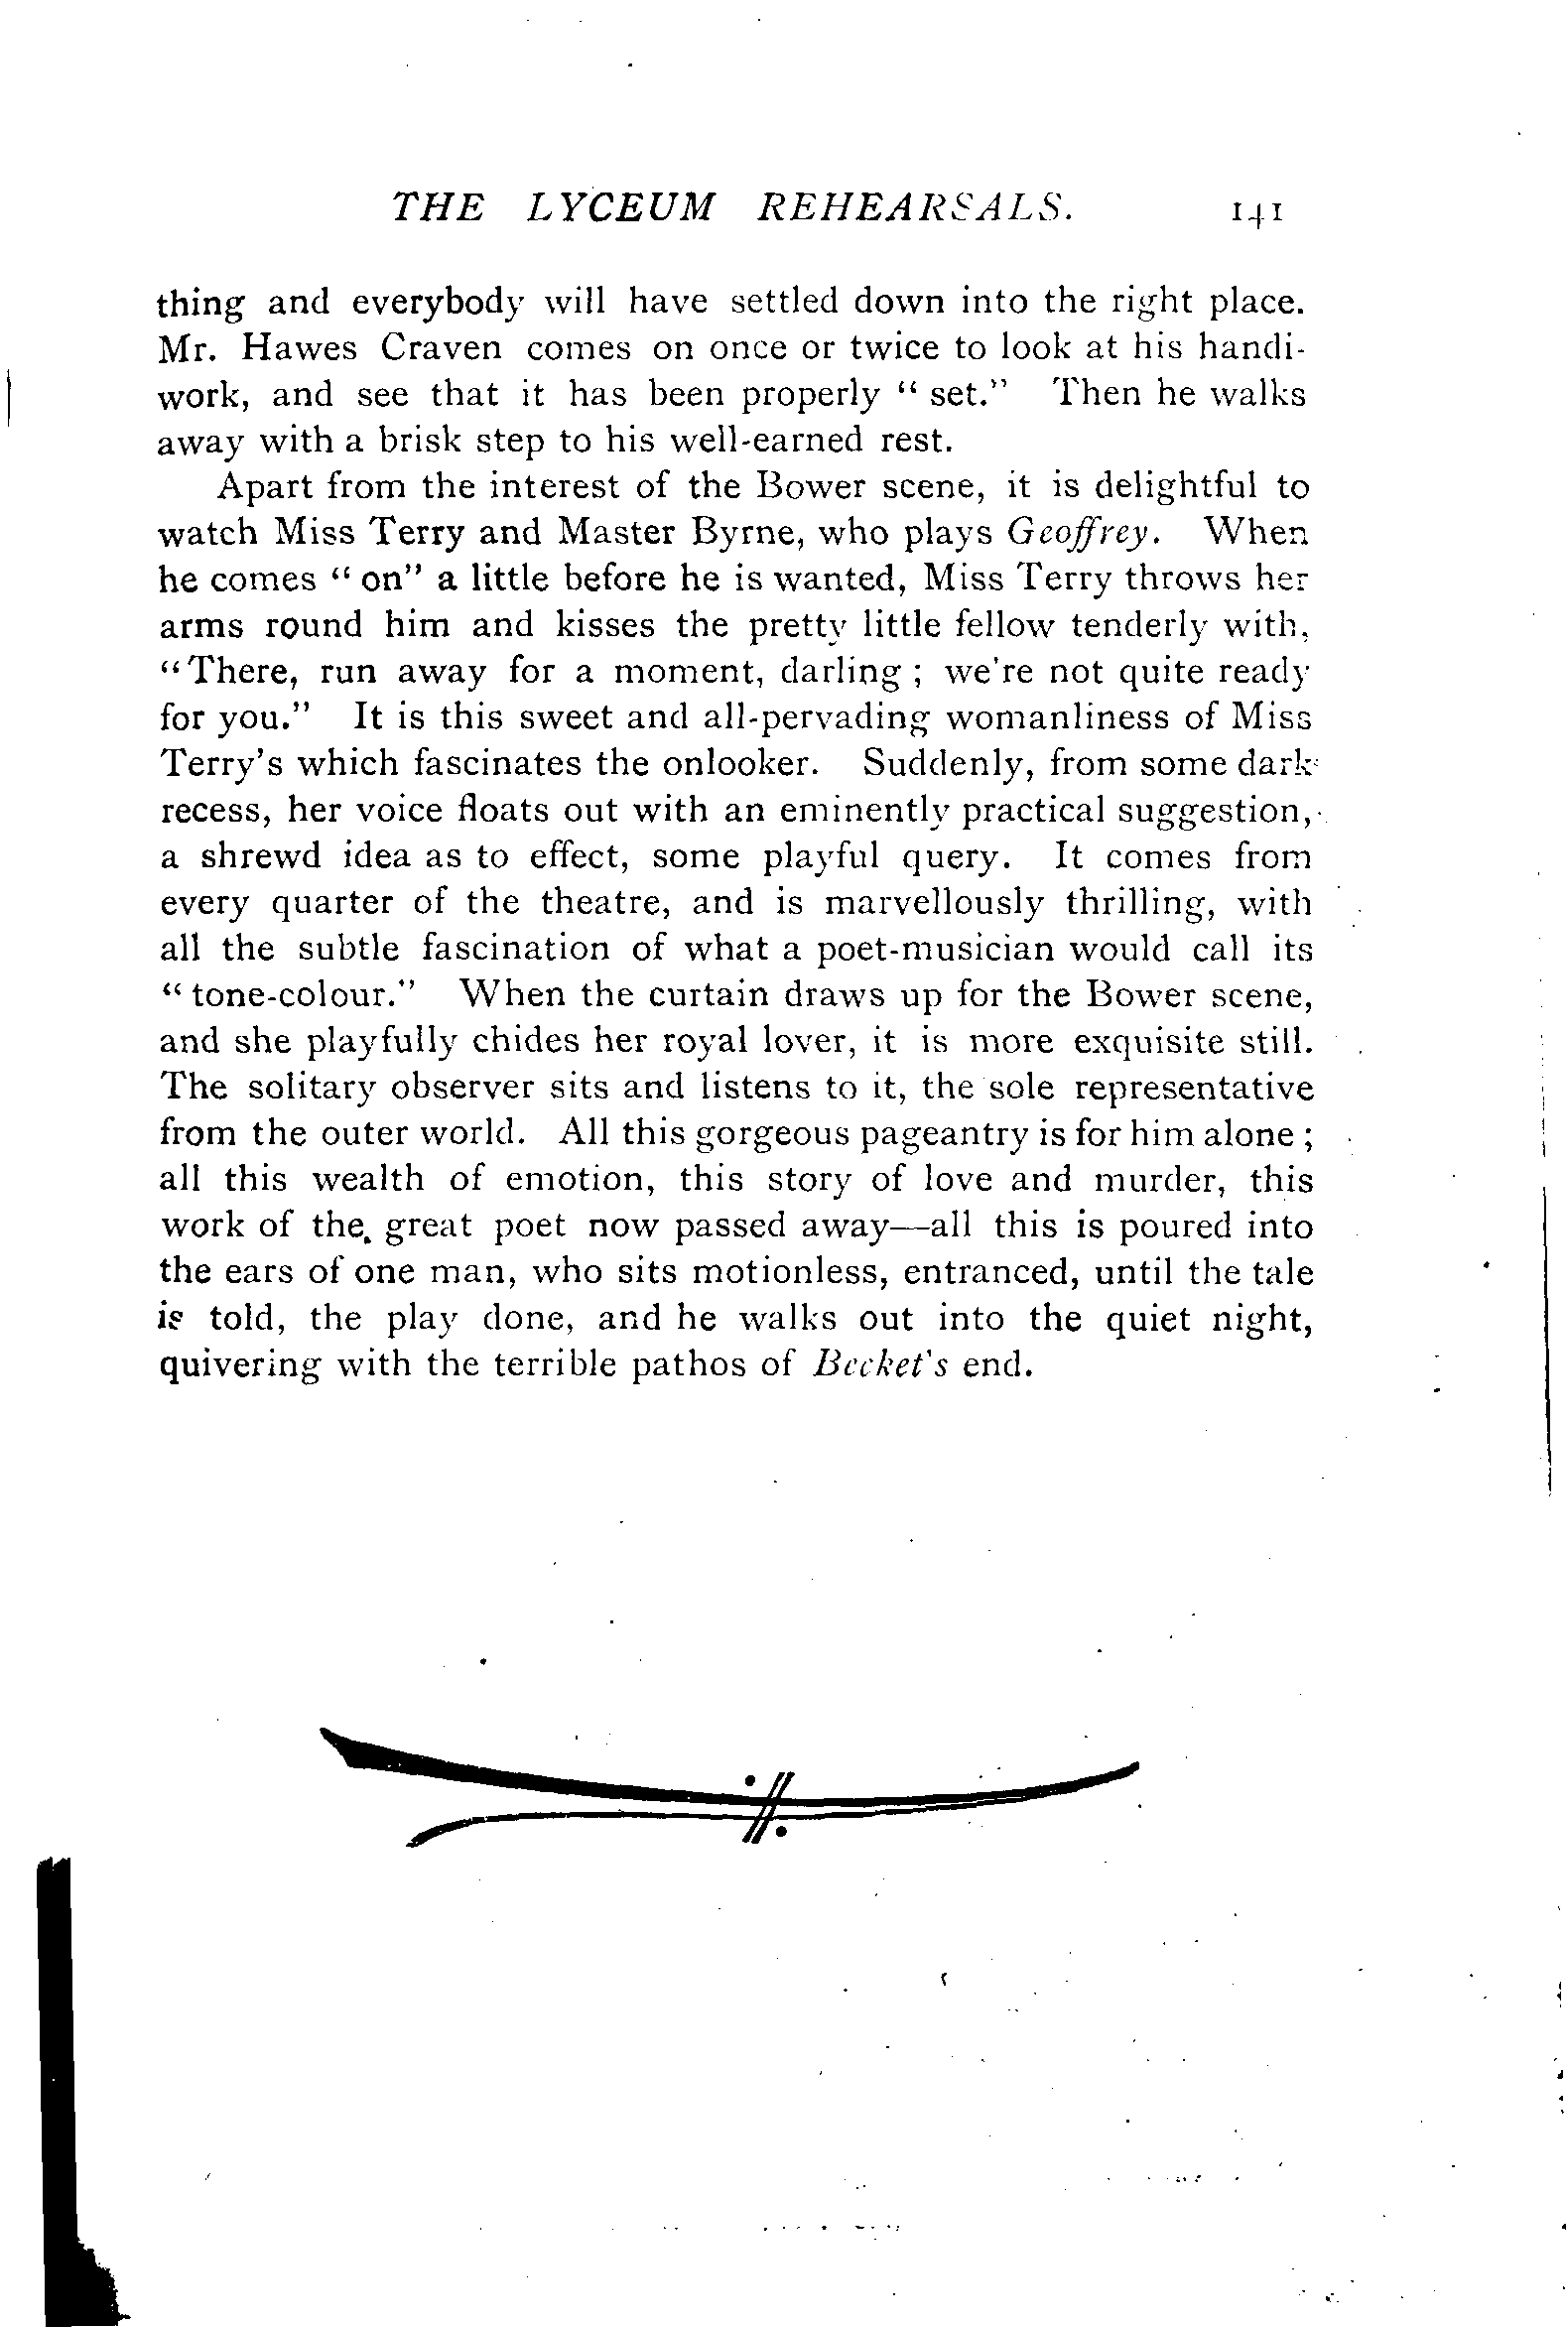 THE LYCEUM REHEARSALS. 141
thing and everybody will have settled down into the right place.
Mr. Hawes Craven comes on once or twice to look at his handi-
work, and see that it has been properly “ set.” Then he walks
away with a brisk step to his well-earned rest.
Apart from the interest of the Bower scene, it is delightful to
watch Miss Terry and Master Byrne, who plays Geoffrey. When
he comes “ on” a little before he is wanted, Miss Terry throws her
arms round him and kisses the pretty little fellow tenderly with,
“There, run away for a moment, darling ; we're not quite ready
for you.” It is this sweet and all-pervading womanliness of Miss
Terry's which fascinates the onlooker. Suddenly, from some dark
recess, her voice floats out with an eminently practical suggestion,
a shrewd idea as to effect, some playful query. It comes from
every quarter of the theatre, and is marvellously thrilling, with
all the subtle fascination of what a poet-musician would call its
“ tone-colour.” When the curtain draws up for the Bower scene,
and she playfully chides her royal lover, it is more exquisite still.
The solitary observer sits and listens to it, the sole representative
from the outer world. All this gorgeous pageantry is for him alone ;
all this wealth of emotion, this story of love and murder, this
work of the great poet now passed away—all this is poured into
the ears of one man, who sits motionless, entranced, until the tale
is told, the play done, and he walks out into the quiet night,
quivering with the terrible pathos of Becket's end.